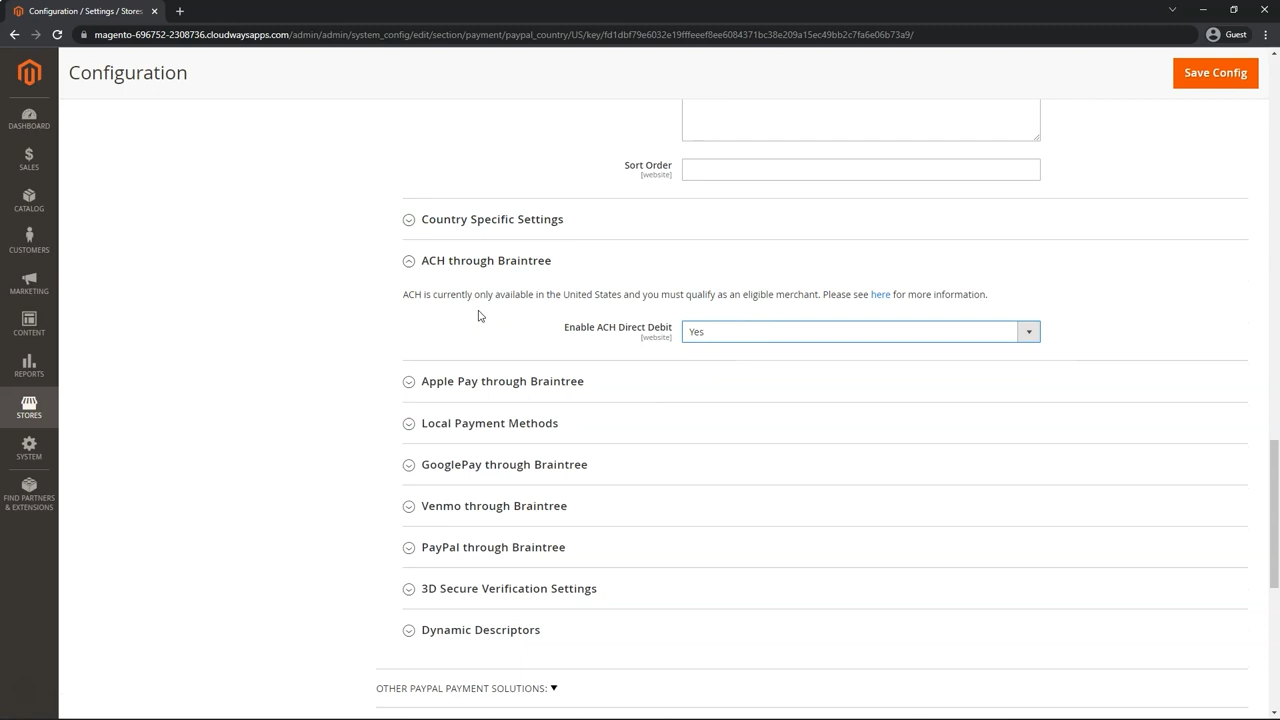 Configuration / Settings / Stores
magento-696752-2308736.cloudwaysapps.com/admin/admin/system_config/edit/section/payment/paypal_country/US/key/fd1dbf79e6032e19fffeeef8ee6084371bc38e209a15ec49bb2c7fa6e06b73a9/
Guest
Configuration
Save Config
DASHBOARD
SALES
CATALOG
CUSTOMERS
MARKETING
CONTENT
REPORTS
STORES
SYSTEM
FIND PARTNERS
& EXTENSIONS
Sort Order
[website]
Country Specific Settings
ACH through Braintree
ACH is currently only available in the United States and you must qualify as an eligible merchant. Please see here for more information.
Enable ACH Direct Debit
[website]
Yes
Apple Pay through Braintree
Local Payment Methods
GooglePay through Braintree
Venmo through Braintree
PayPal through Braintree
3D Secure Verification Settings
Dynamic Descriptors
OTHER PAYPAL PAYMENT SOLUTIONS: